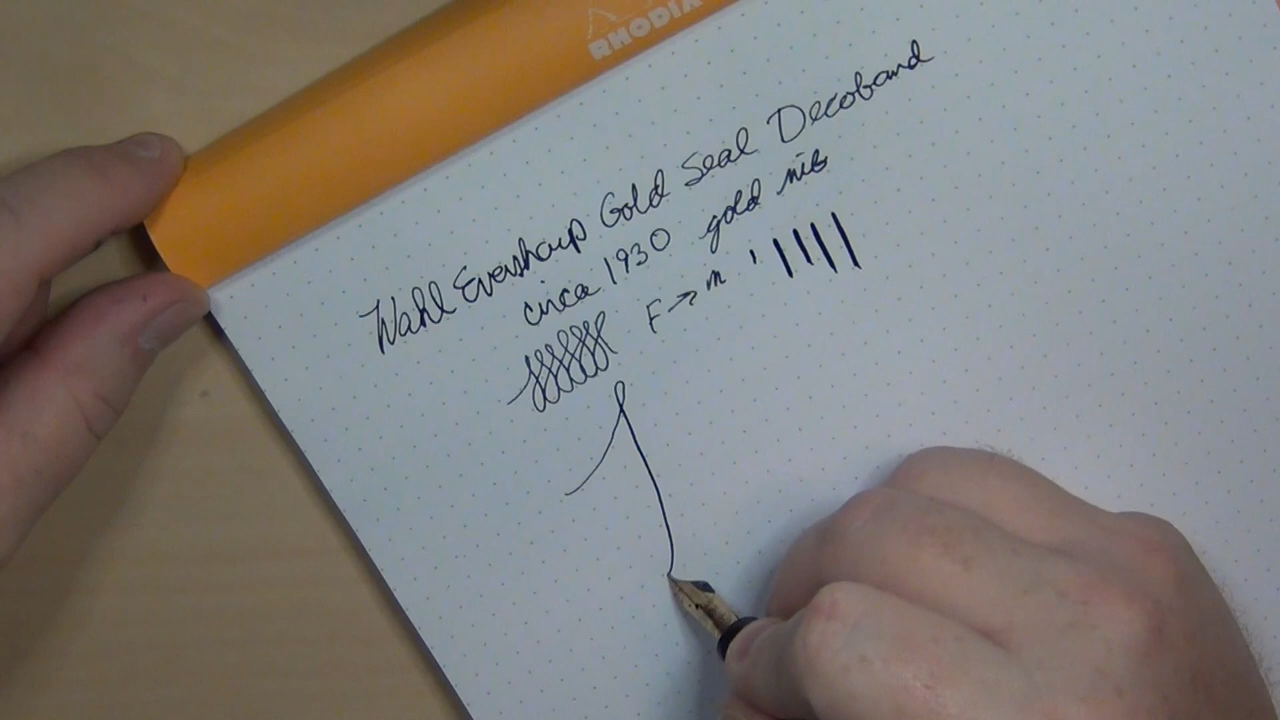 RHODIA
Wahl Eversharp Gold Seal Decoband
circa 1930 gold nib
F → m